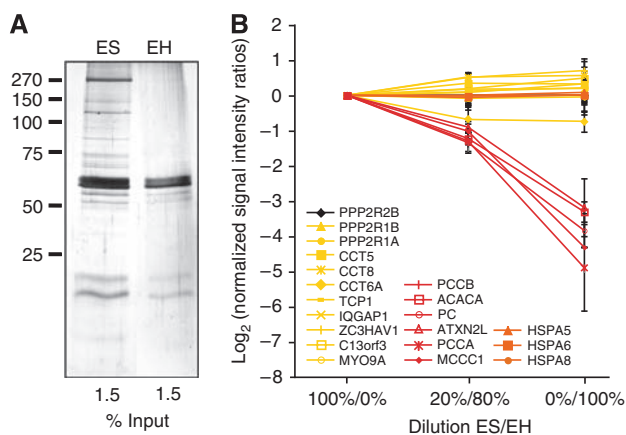 A
ES EH
270
150
100
75
50
25
1.5 1.5
% Input
B
Log2 (normalized signal intensity ratios)
2
1
0
−1
−2
−3
−4
−5
−6
−7
−8
PPP2R2B
PPP2R1B
PPP2R1A
CCT5
CCT8
CCT6A
TCP1
IQGAP1
ZC3HAV1
C13orf3
MYO9A
PCCB
ACACA
PC
ATXN2L
PCCA
MCCC1
HSPA5
HSPA6
HSPA8
100%/0% 20%/80% 0%/100%
Dilution ES/EH